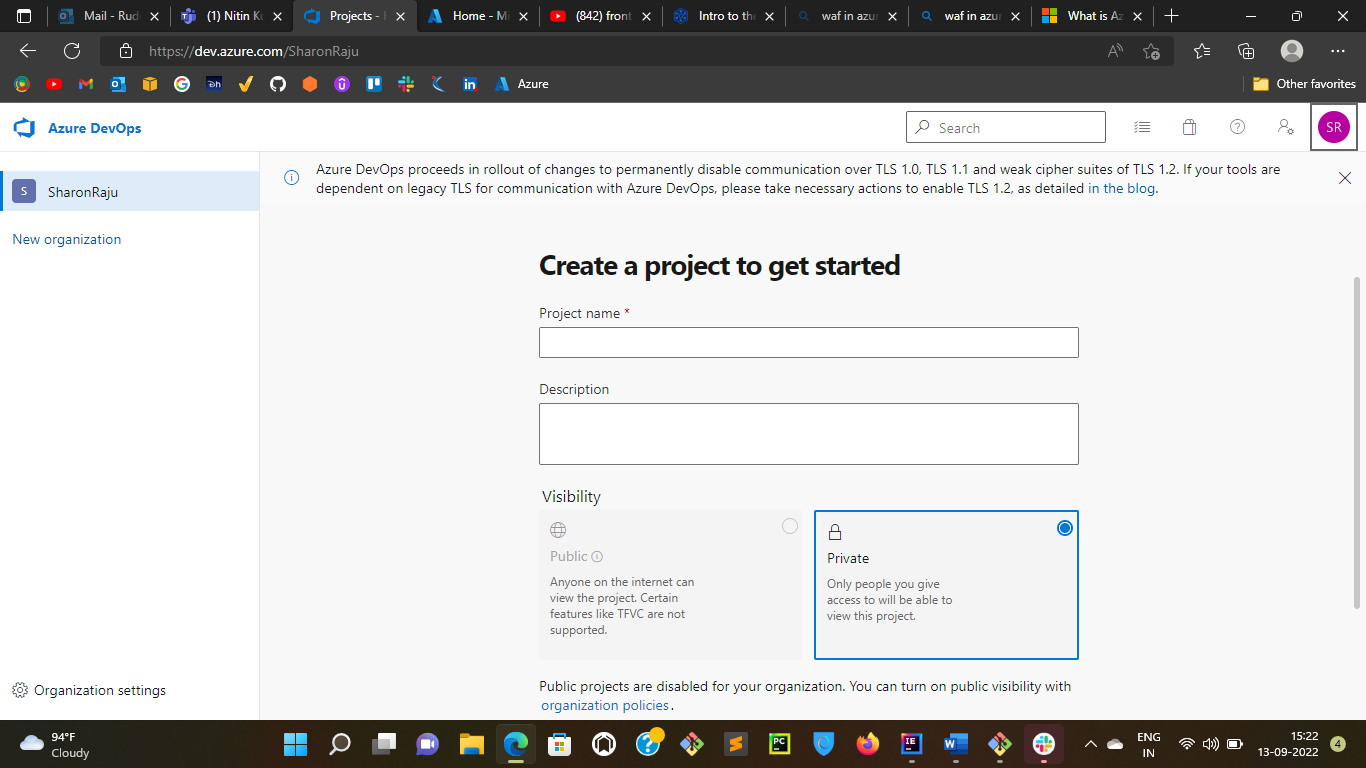 Mail - Rud
(1) Nitin Ku
Projects -
Home - Mi
(842) front
Intro to the
waf in azur
waf in azur
What is Az
https://dev.azure.com/SharonRaju
Azure
Other favorites
Azure DevOps
Search
SR
S
SharonRaju
New organization
Azure DevOps proceeds in rollout of changes to permanently disable communication over TLS 1.0, TLS 1.1 and weak cipher suites of TLS 1.2. If your tools are
dependent on legacy TLS for communication with Azure DevOps, please take necessary actions to enable TLS 1.2, as detailed in the blog.
Create a project to get started
Project name *
Description
Visibility
Public
Anyone on the internet can
view the project. Certain
features like TFVC are not
supported.
Private
Only people you give
access to will be able to
view this project.
Public projects are disabled for your organization. You can turn on public visibility with
organization policies.
Organization settings
94°F
Cloudy
ENG
IN
15:22
13-09-2022
4